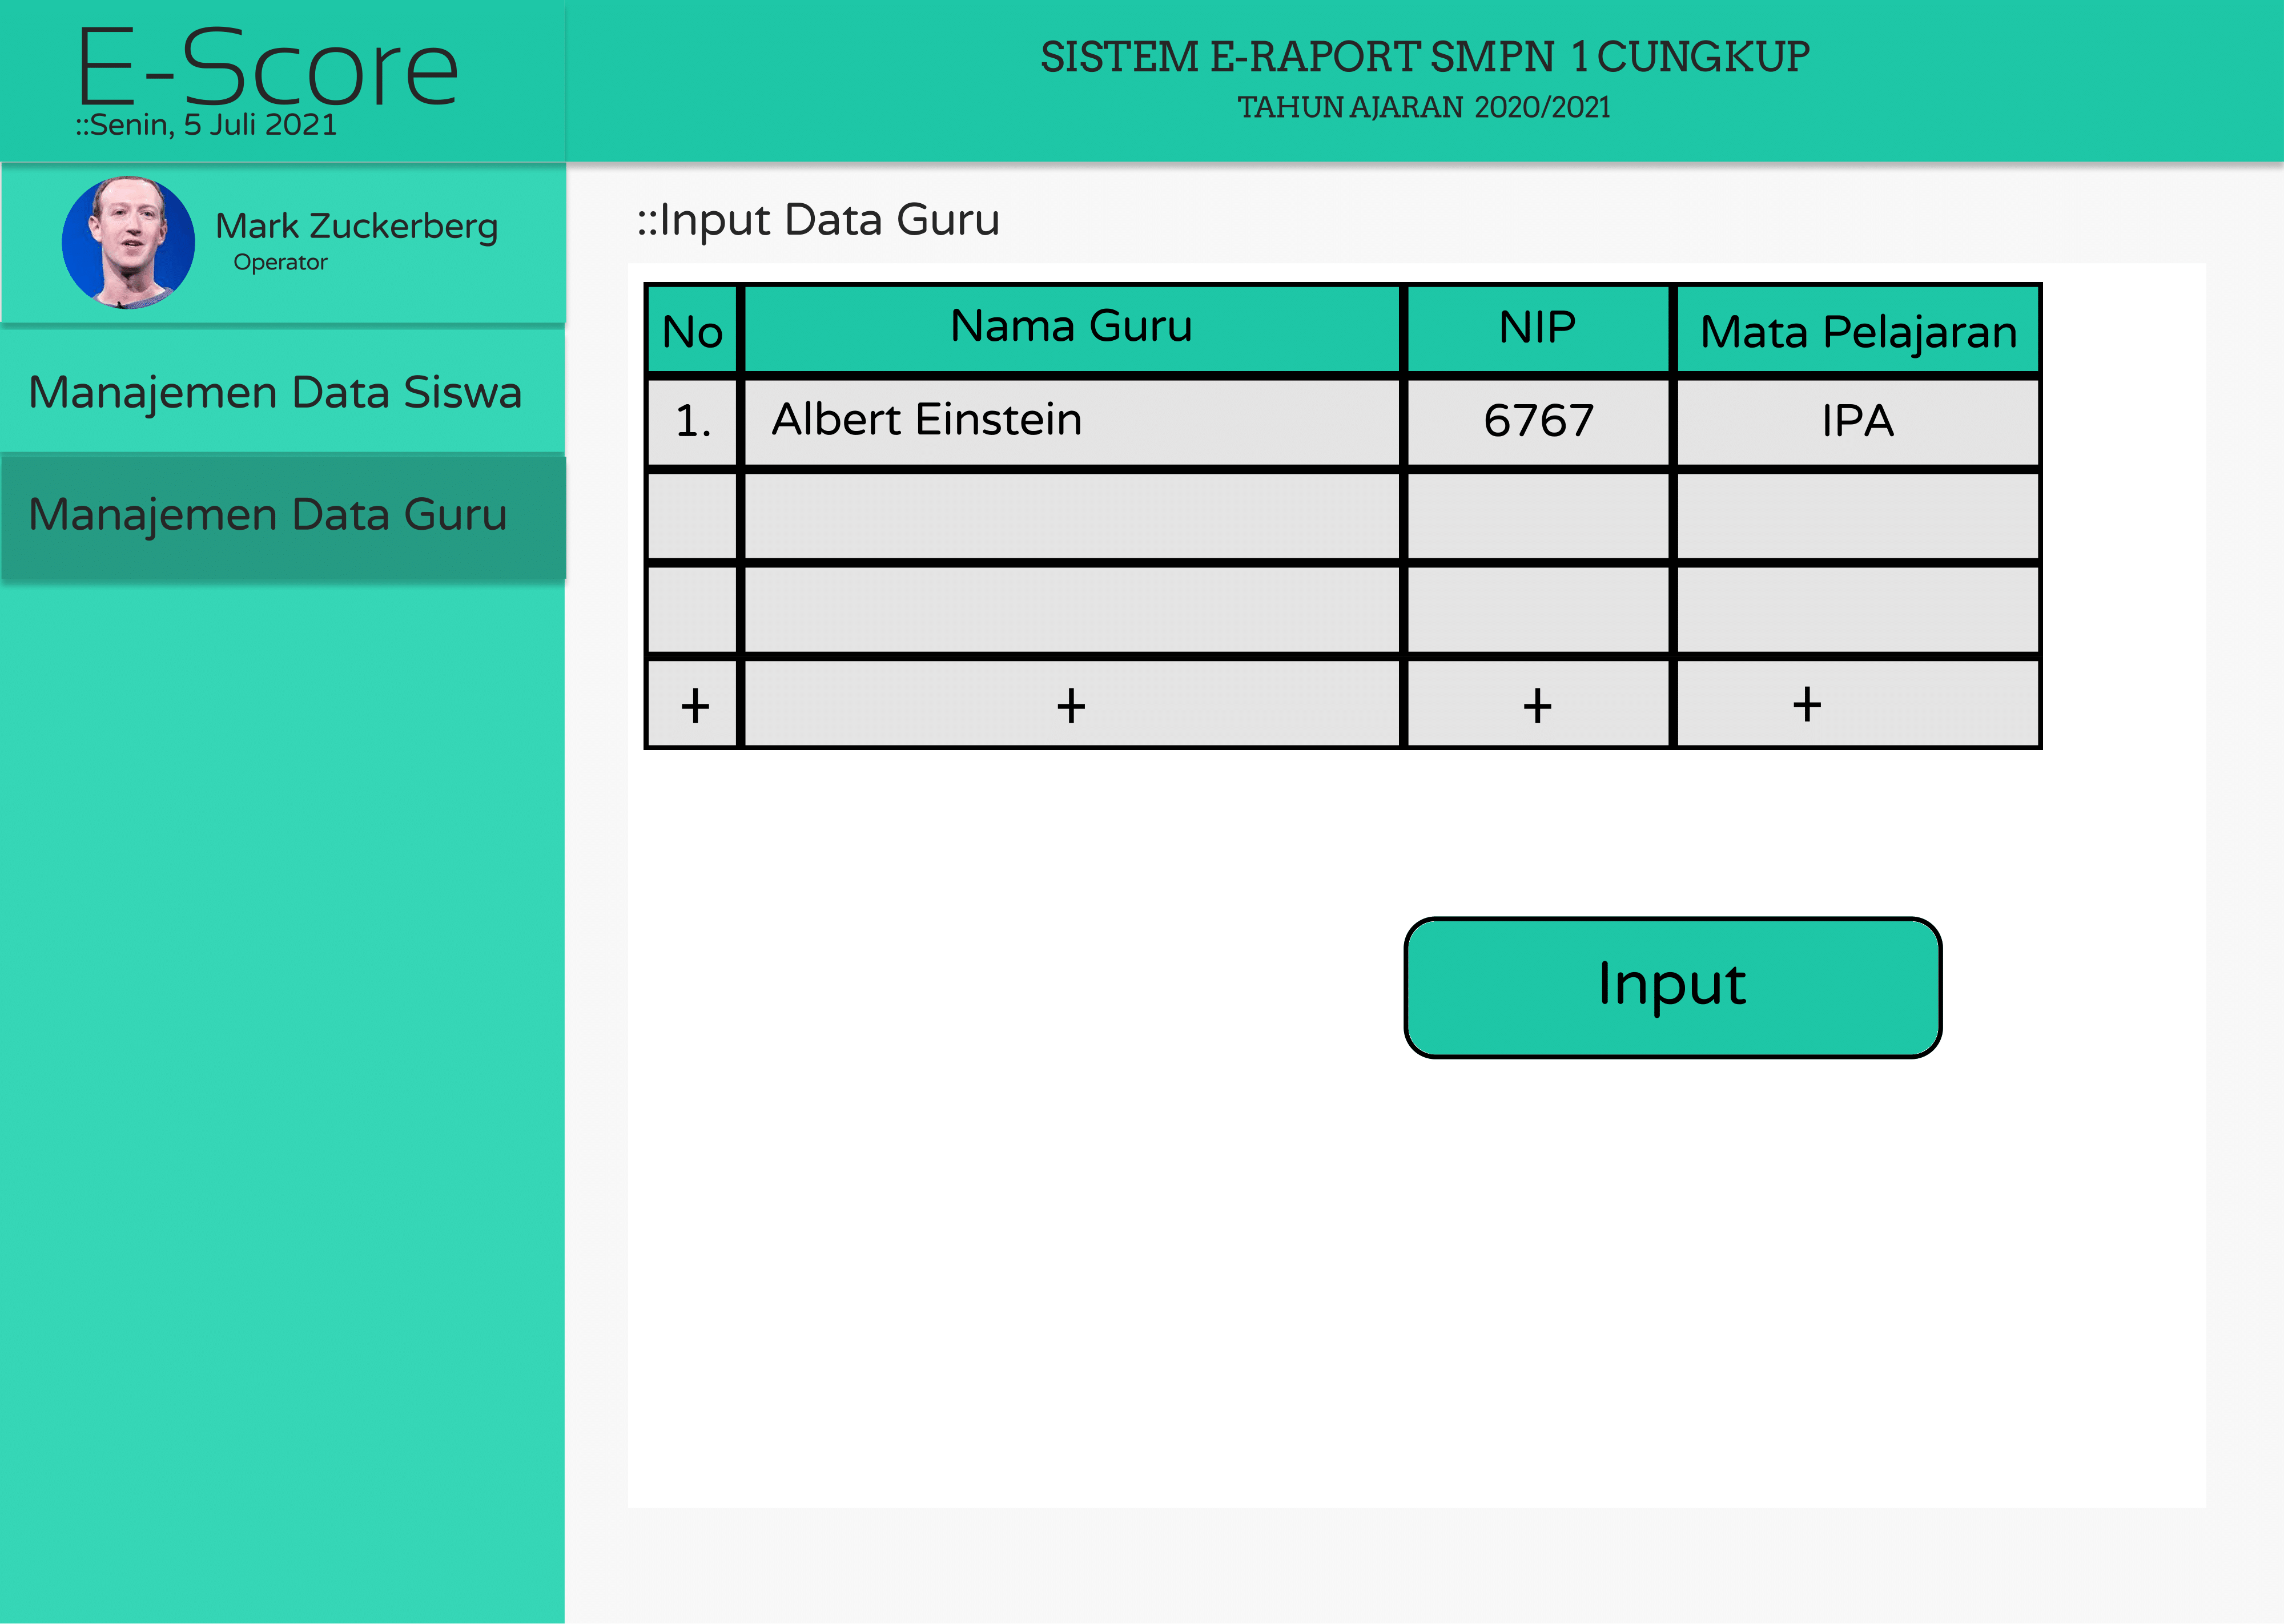 E-Score
::Senin, 5 Juli 2021
SISTEM E-RAPORT SMPN 1 CUNGKUP
TAHUN AJARAN 2020/2021
Mark Zuckerberg
Operator
Manajemen Data Siswa
Manajemen Data Guru
::Input Data Guru
No Nama Guru NIP Mata Pelajaran
1. Albert Einstein 6767 IPA
+ + + +
Input